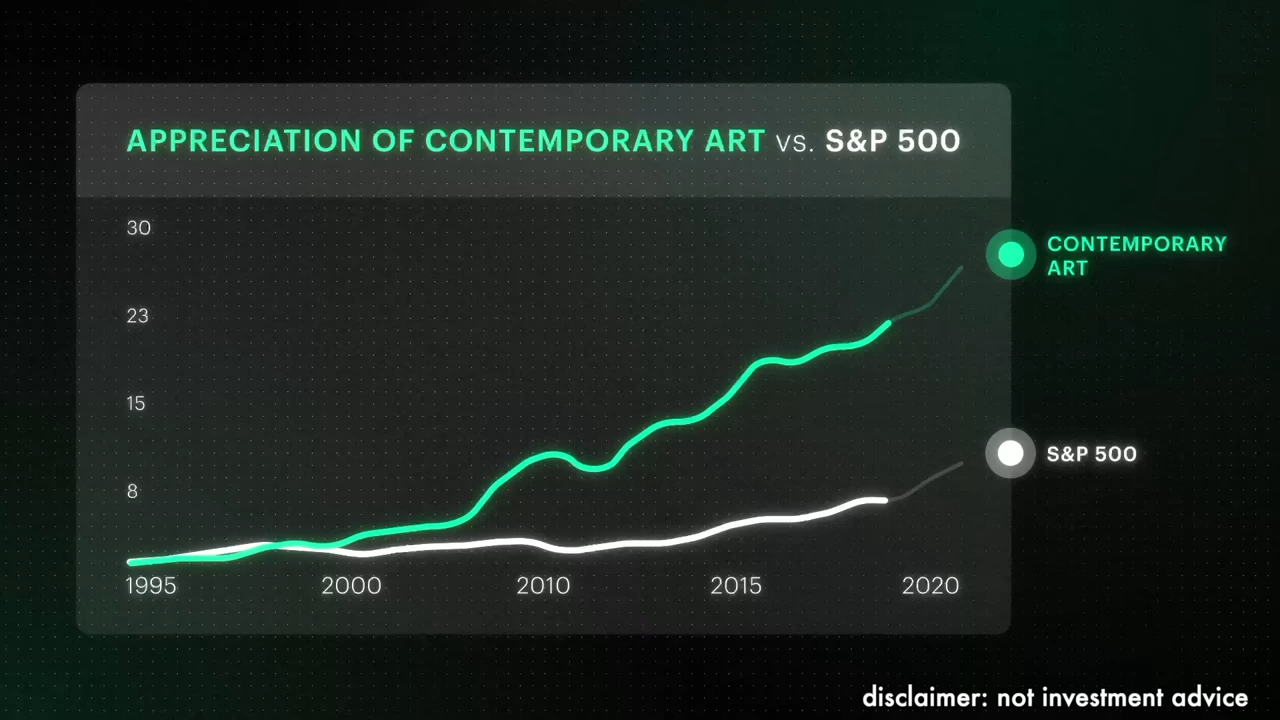 APPRECIATION OF CONTEMPORARY ART vs. S&P 500
30
CONTEMPORARY
ART
23
15
S&P 500
8
1995 2000 2010 2015 2020
disclaimer: not investment advice